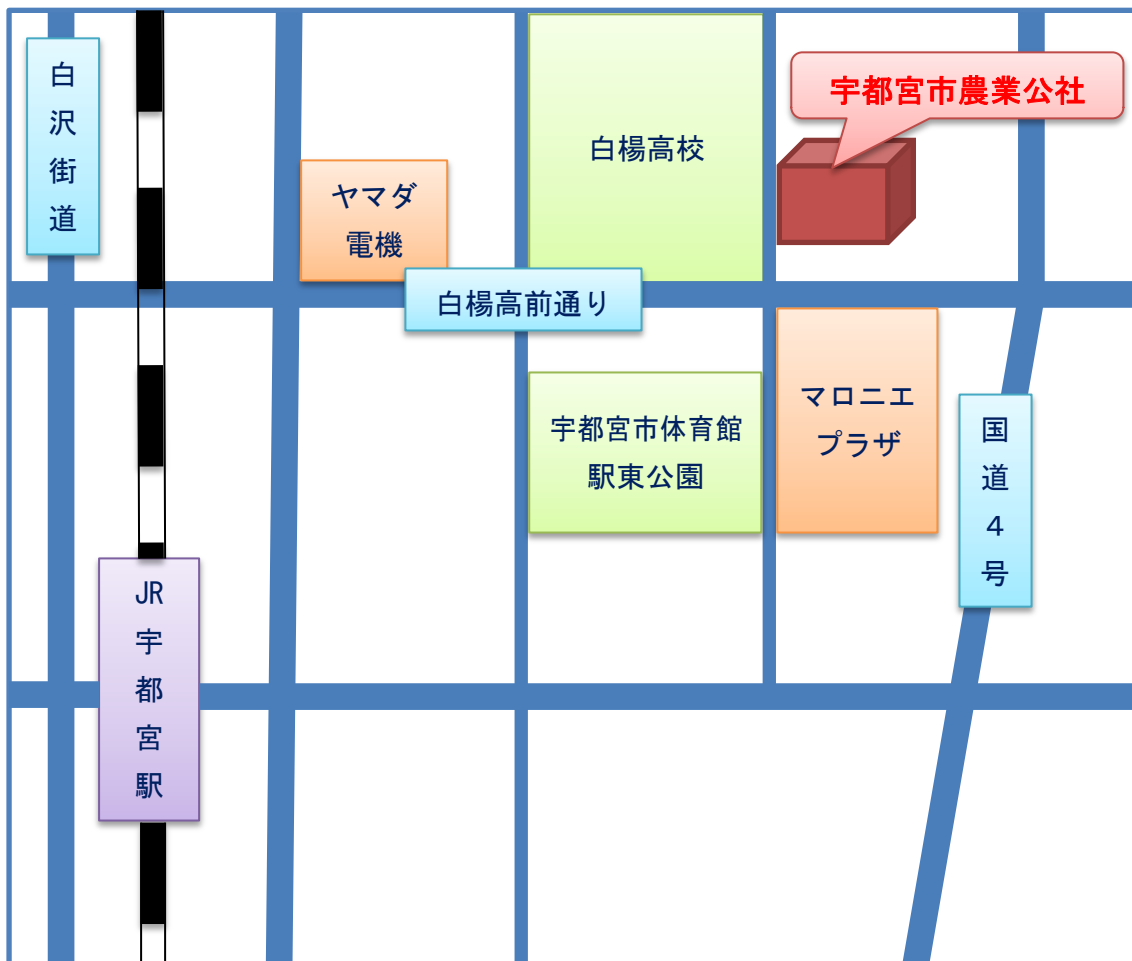 白沢街道
宇都宮市農業公社
白楊高校
ヤマダ
電機
白楊高前通り
宇都宮市体育館
駅東公園
マロニエ
プラザ
国道４号
JR宇都宮駅